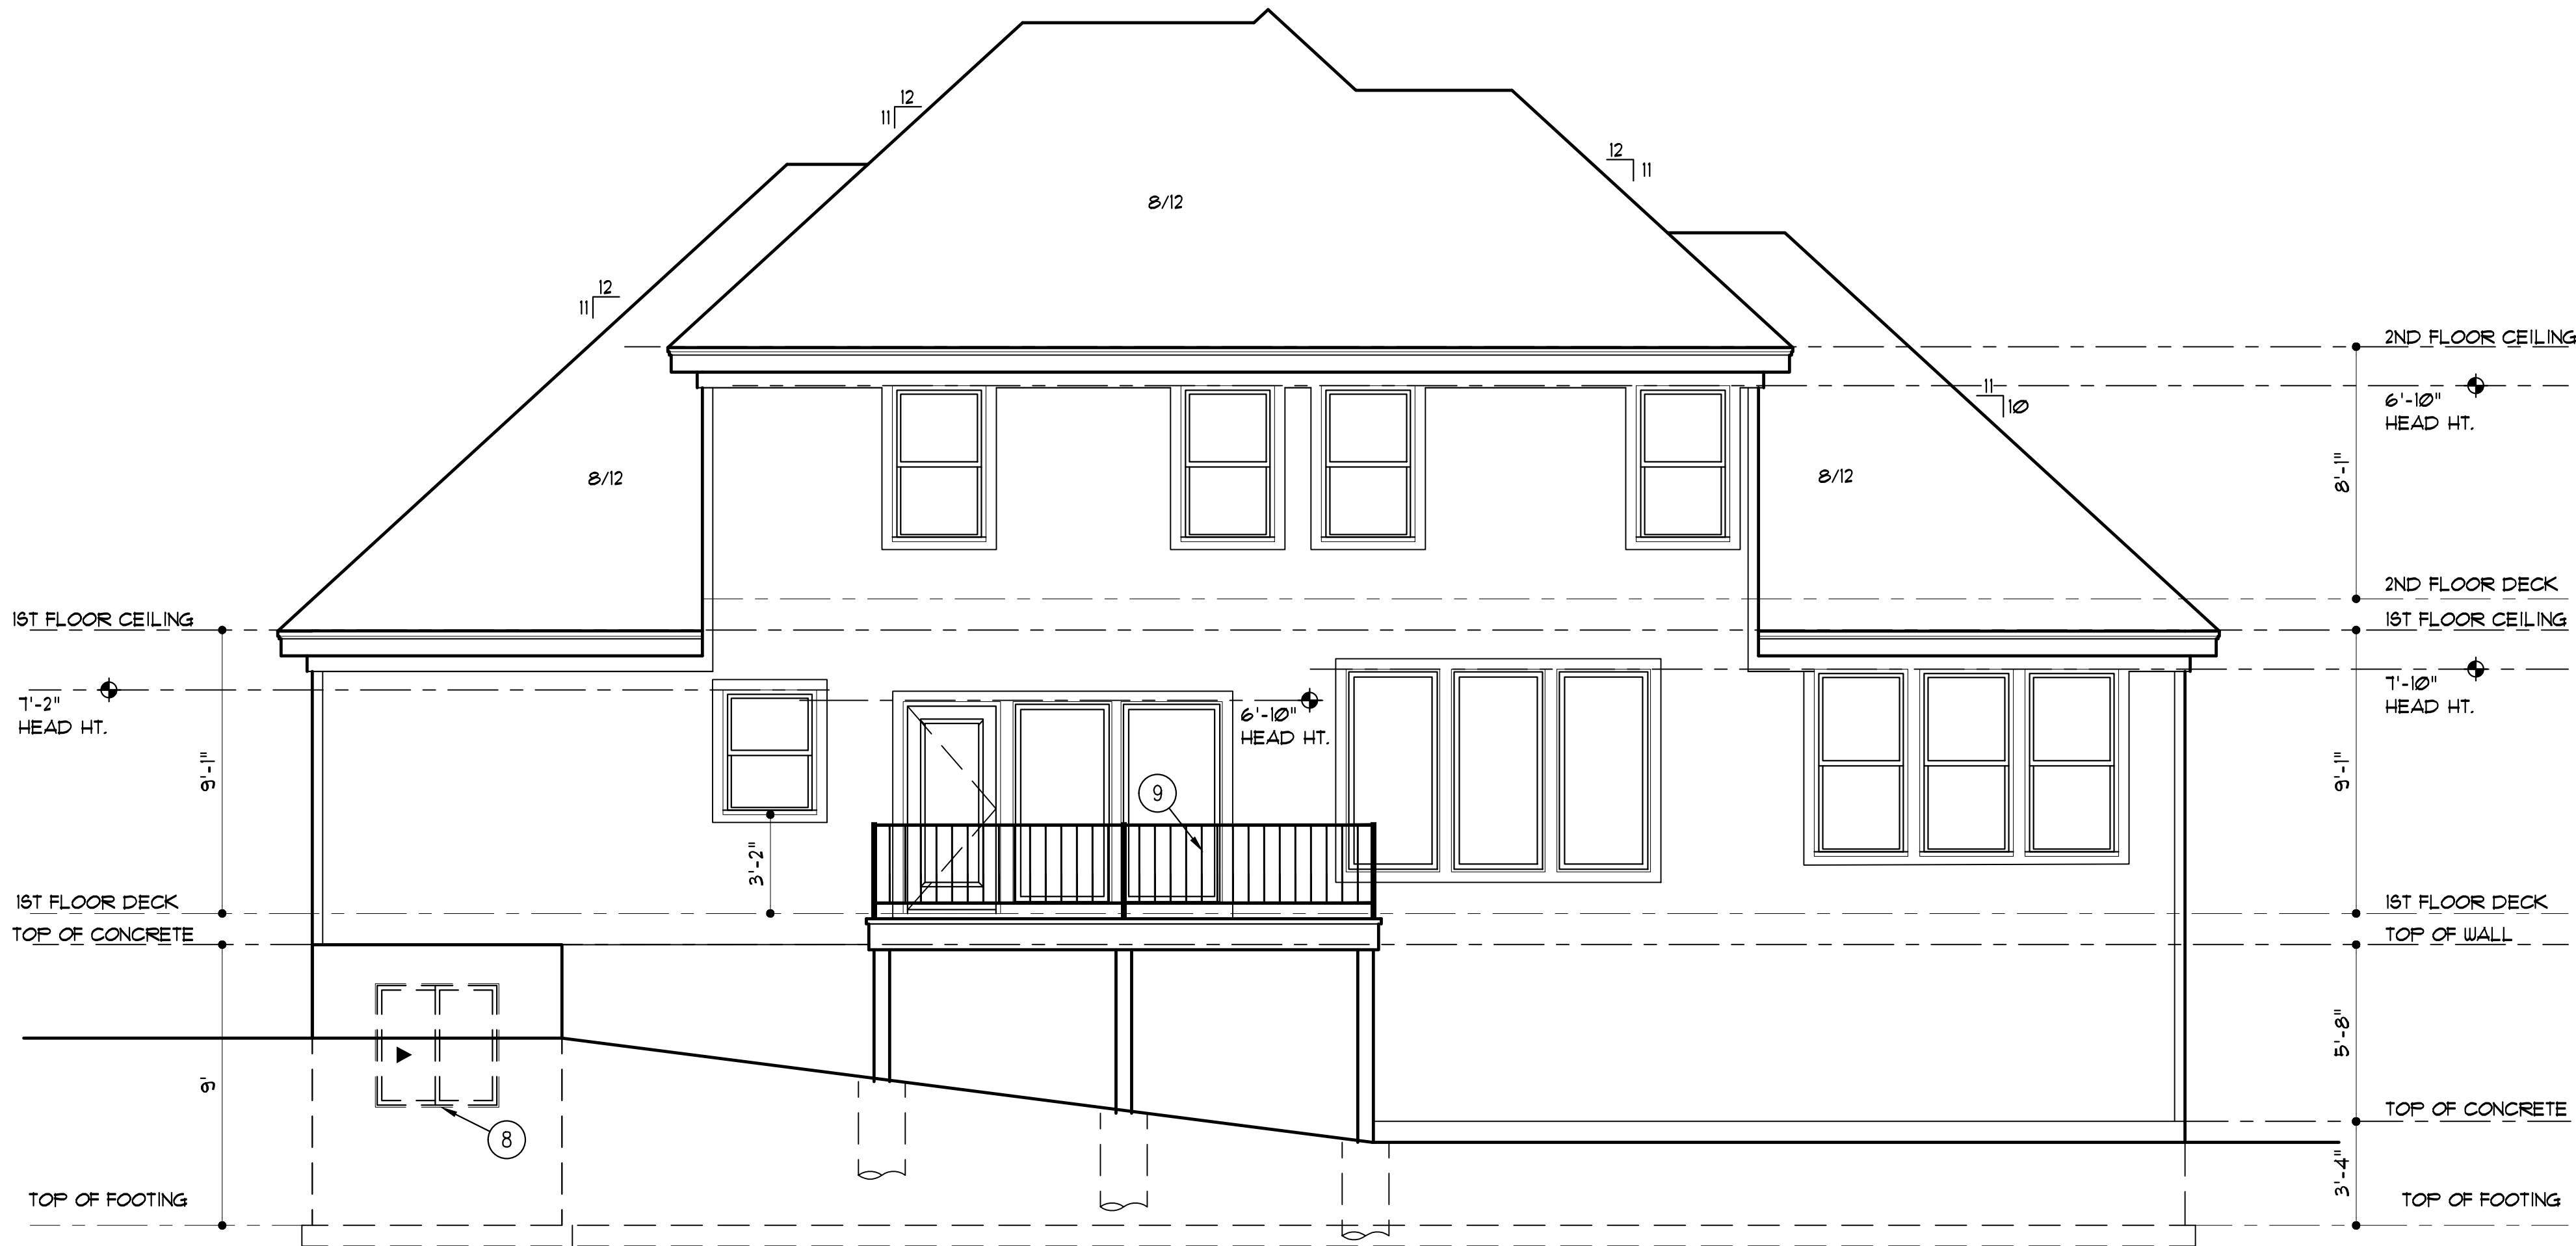 12
11
12
11
8/12
12
11
2ND FLOOR CEILING
11
10
6'-10"
HEAD HT.
8/12
8/12
8'-1"
2ND FLOOR DECK
1ST FLOOR CEILING
1ST FLOOR CEILING
7'-2"
HEAD HT.
6'-10"
HEAD HT.
7'-10"
HEAD HT.
9'-1"
9
9'-1"
3'-2"
1ST FLOOR DECK
1ST FLOOR DECK
TOP OF CONCRETE
TOP OF WALL
9'
5'-8"
8
TOP OF CONCRETE
3'-4"
TOP OF FOOTING
TOP OF FOOTING